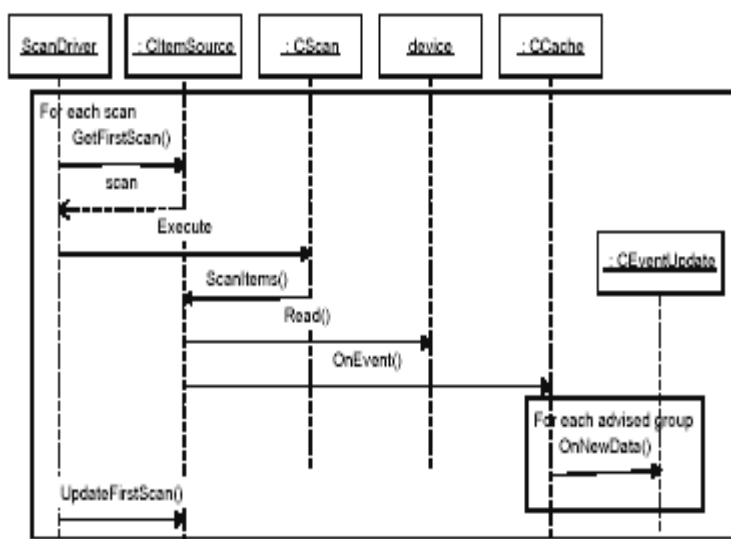 ScanDriver
: CItemSource
: CScan
device
: CCache
For each scan
GetFirstScan()
scan
Execute
: CEventUpdate
ScanItems()
Read()
OnEvent()
For each advised group
OnNewData()
UpdateFirstScan()